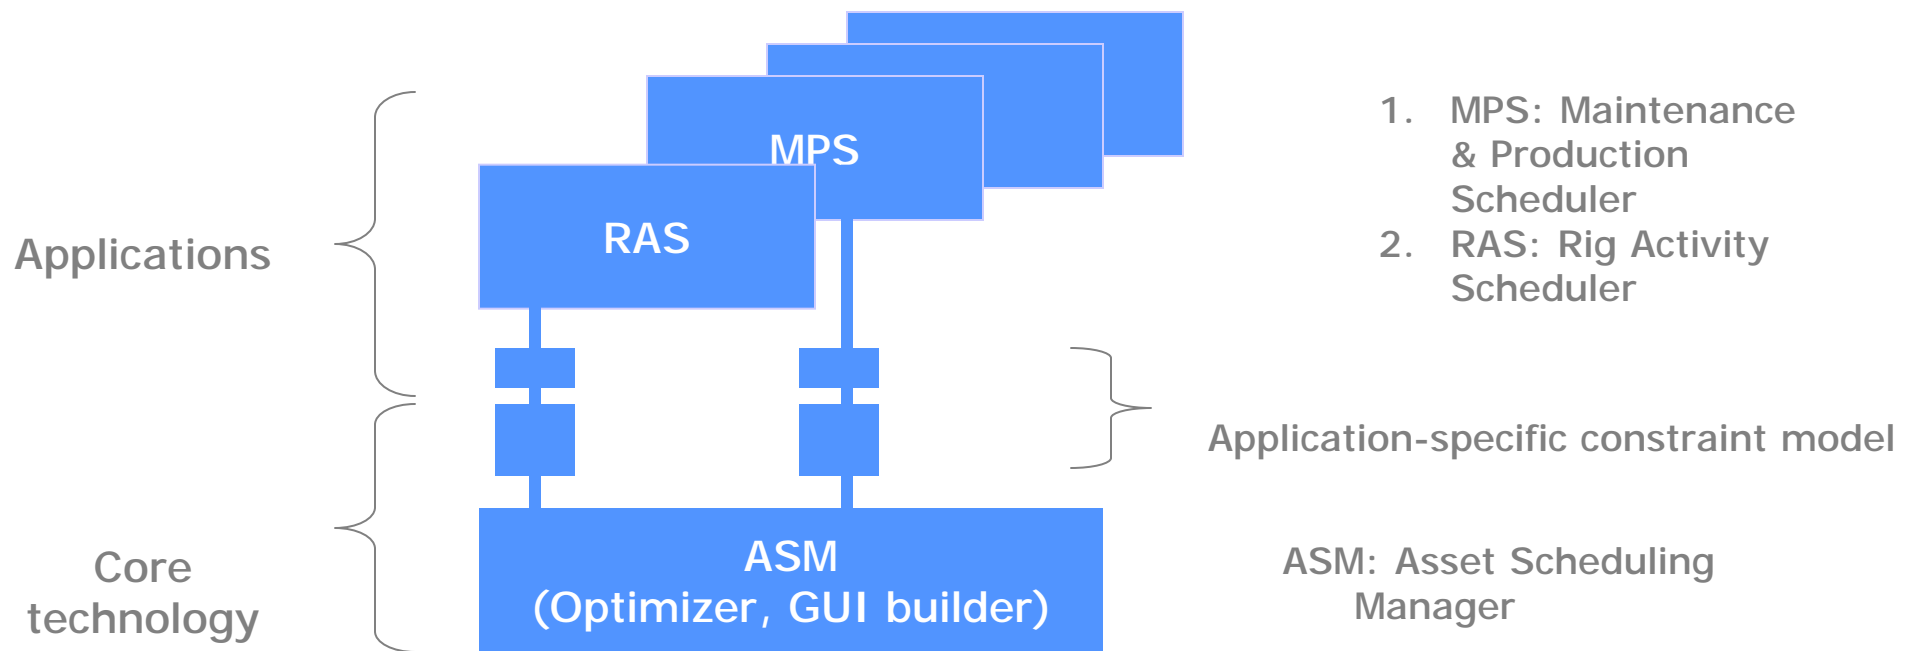 Applications
Core
technology
MPS
RAS
ASM
(Optimizer, GUI builder)
1. MPS: Maintenance
& Production
Scheduler
2. RAS: Rig Activity
Scheduler
Application-specific constraint model
ASM: Asset Scheduling
Manager